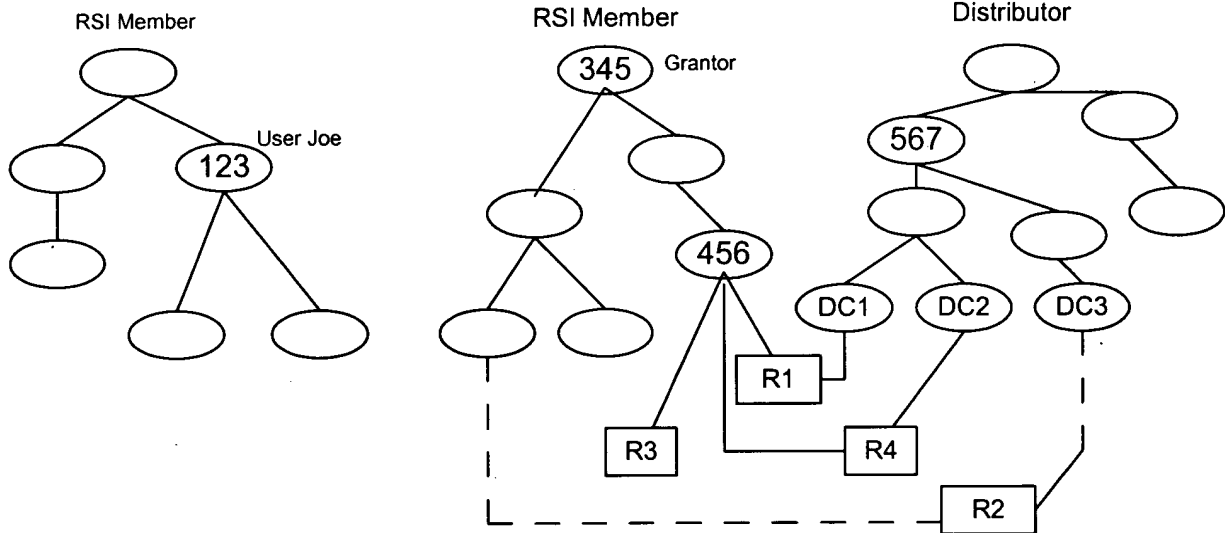 RSI Member
RSI Member
Distributor
345
Grantor
User Joe
123
567
456
DC1
DC2
DC3
R1
R3
R4
R2